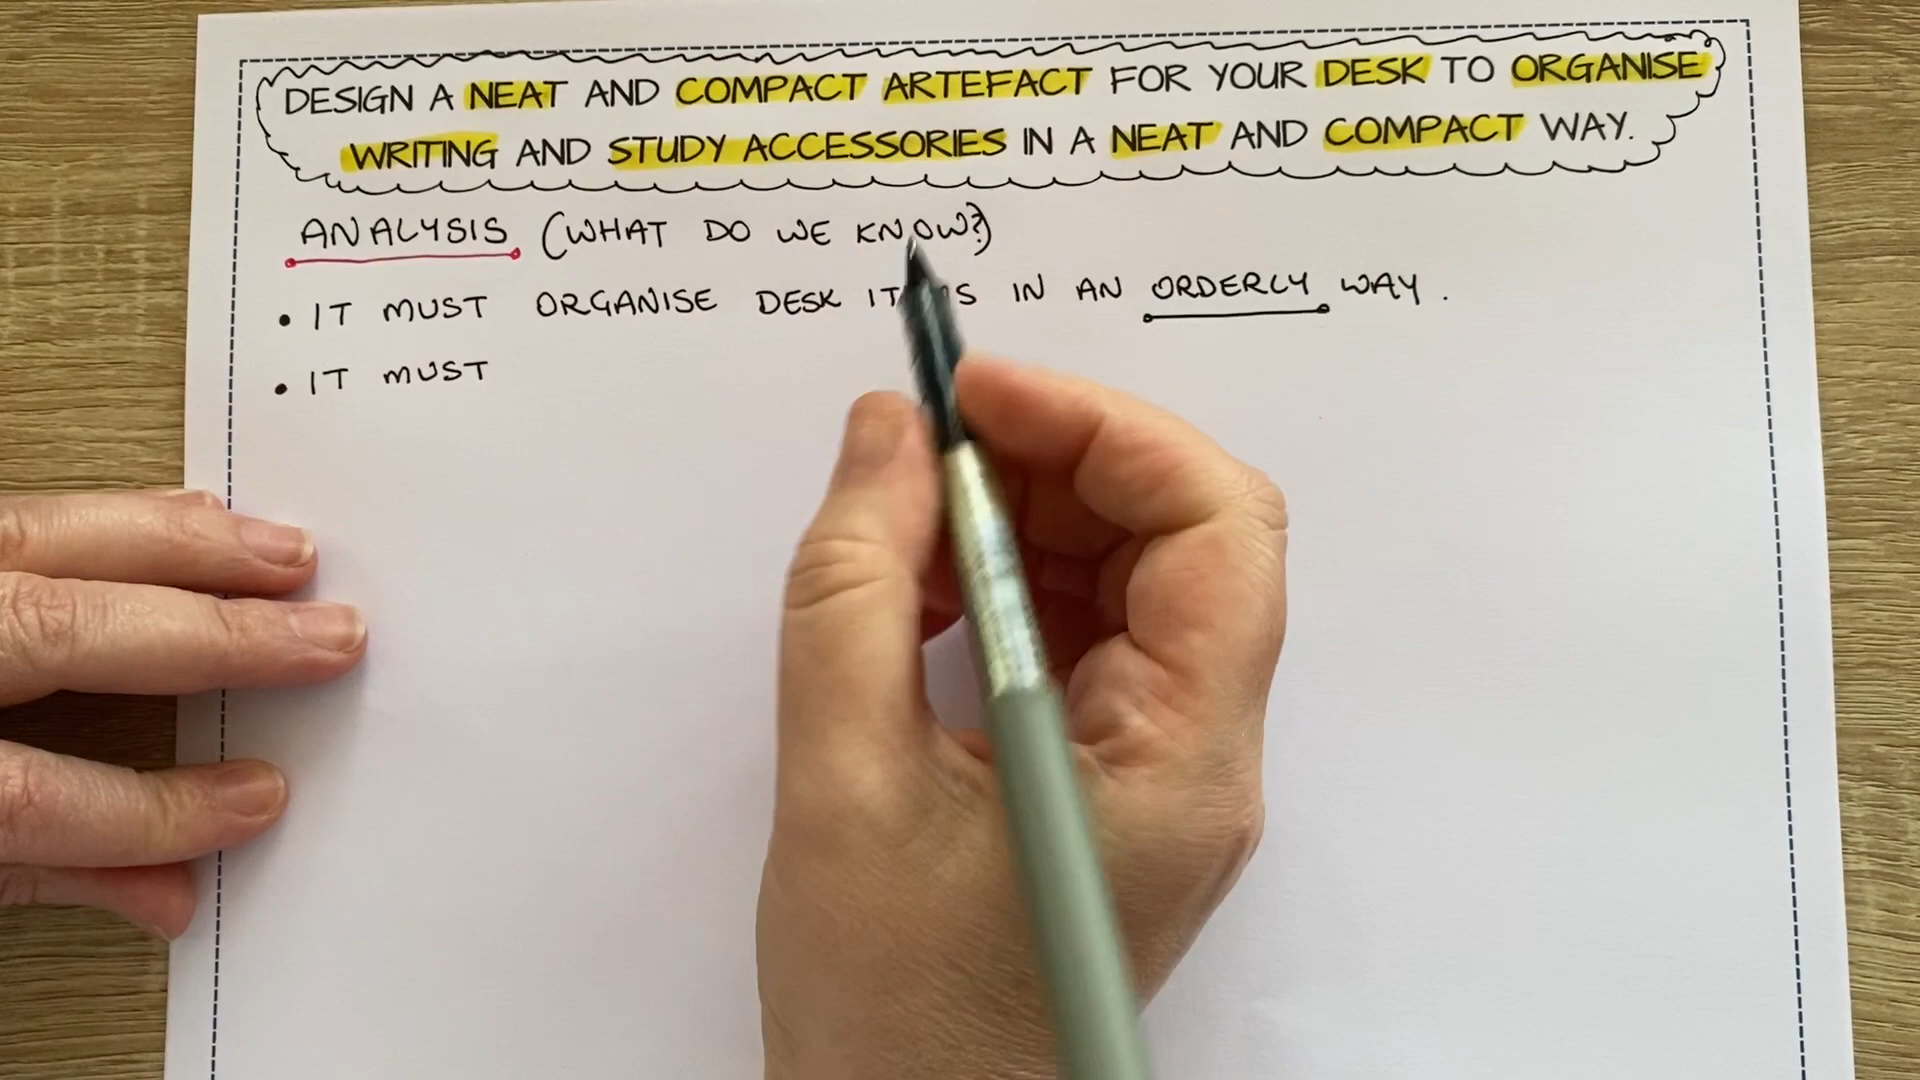 DESIGN A NEAT AND COMPACT ARTEFACT FOR YOUR DESK TO ORGANISE
WRITING AND STUDY ACCESSORIES IN A NEAT AND COMPACT WAY.
ANALYSIS (WHAT DO WE KNOW?)
• IT MUST ORGANISE DESK IN AN ORDERLY WAY.
• IT MUST